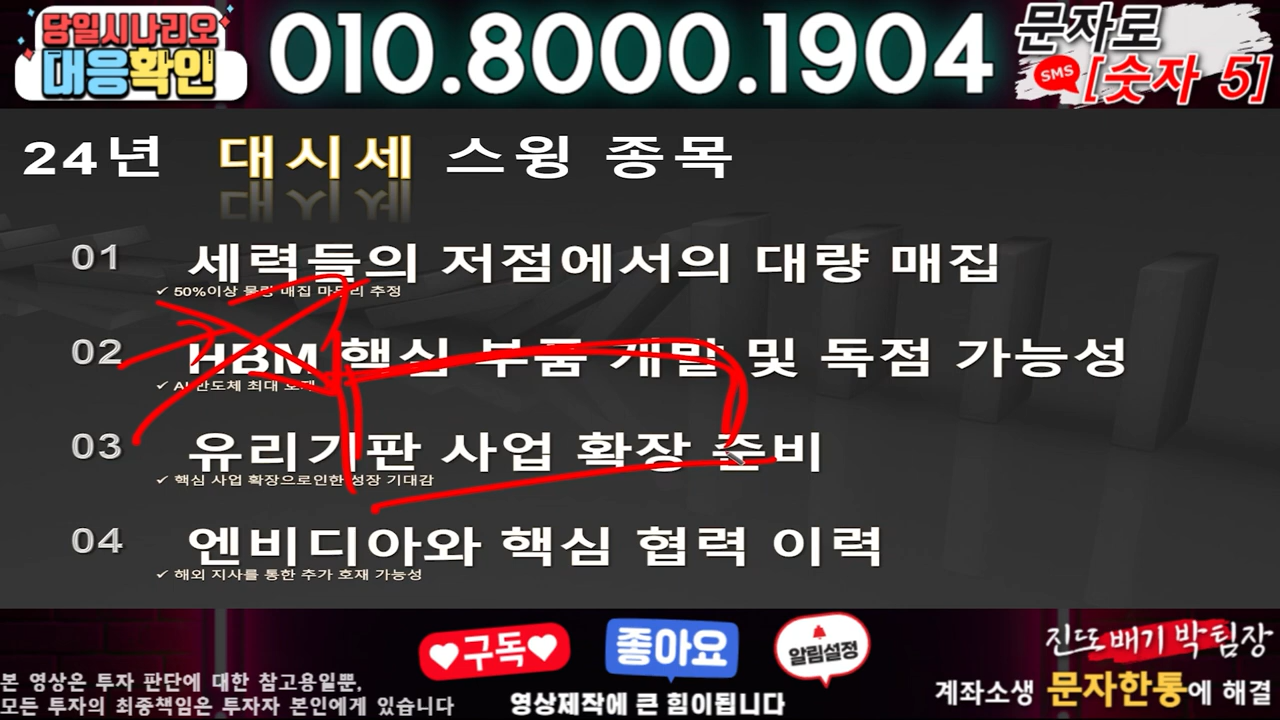 당일시나리오
대응확인
010.8000.1904
문자로
SMS [숫자 5]
24년 대시세 스윙 종목
01 세력들의 저점에서의 대량 매집
✓ 50%이상 물량 매집 마무리 추정
02 HBM 핵심 부품 개발 및 독점 가능성
✓ AI 반도체 최대 호재
03 유리기판 사업 확장 준비
✓ 핵심 사업 확장으로인한 성장 기대감
04 엔비디아와 핵심 협력 이력
✓ 해외 지사를 통한 추가 호재 가능성
구독
좋아요
알림설정
진또배기 박팀장
본 영상은 투자 판단에 대한 참고용일뿐,
모든 투자의 최종책임은 투자자 본인에게 있습니다
영상제작에 큰 힘이됩니다
계좌소생 문자한통에 해결